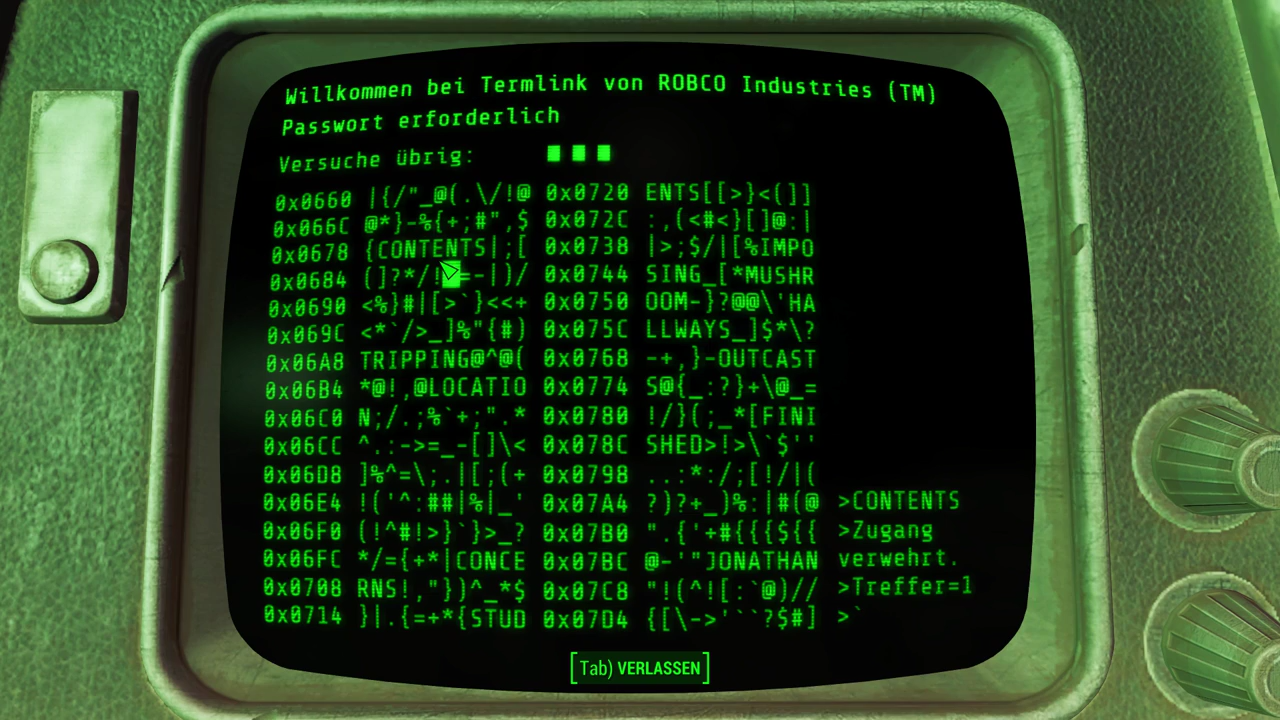 Willkommen bei Termlink von ROBCO Industries (TM)
Passwort erforderlich
Versuche übrig: ■ ■ ■
0x0660 |{/"_@(.\/!@ 0x0720 ENTS[[>}<(]]
0x066C @*}-%{+;#",$ 0x072C :,(<#<}[]@:|
0x0678 {CONTENTS|;[ 0x0738 |>;$/|[%IMPO
0x0684 (]?*/! =-|)/ 0x0744 SING_[*MUSHR
0x0690 <%}#|[>`}<<+ 0x0750 OOM-}?@@\'HA
0x069C <*`/>_]%"{#) 0x075C LLWAYS_]$*\?
0x06A8 TRIPPING@^@( 0x0768 -+,}-OUTCAST
0x06B4 *@!,@LOCATIO 0x0774 S@{_:?}+\@_=
0x06C0 N;/.;%`+;".* 0x0780 !/}(;_*[FINI
0x06CC ^.:->=_-[]\< 0x078C SHED>!>\`$''
0x06D8 ]%^=\;.|[;(+ 0x0798 ..:*:/;[!/|(
0x06E4 !('^:##|%|_' 0x07A4 ?)?+_)%:|#(@
0x06F0 (!^#!>}`}>_? 0x07B0 ".{'+#{{{${{
0x06FC */={+*|CONCE 0x07BC @-'"JONATHAN
0x0708 RNS!,"})^_*$ 0x07C8 "!(^![:`@)//
0x0714 }|.{=+*{STUD 0x07D4 {[\->'``?$#]
>CONTENTS
>Zugang
verwehrt.
>Treffer=1
>`
Tab) VERLASSEN